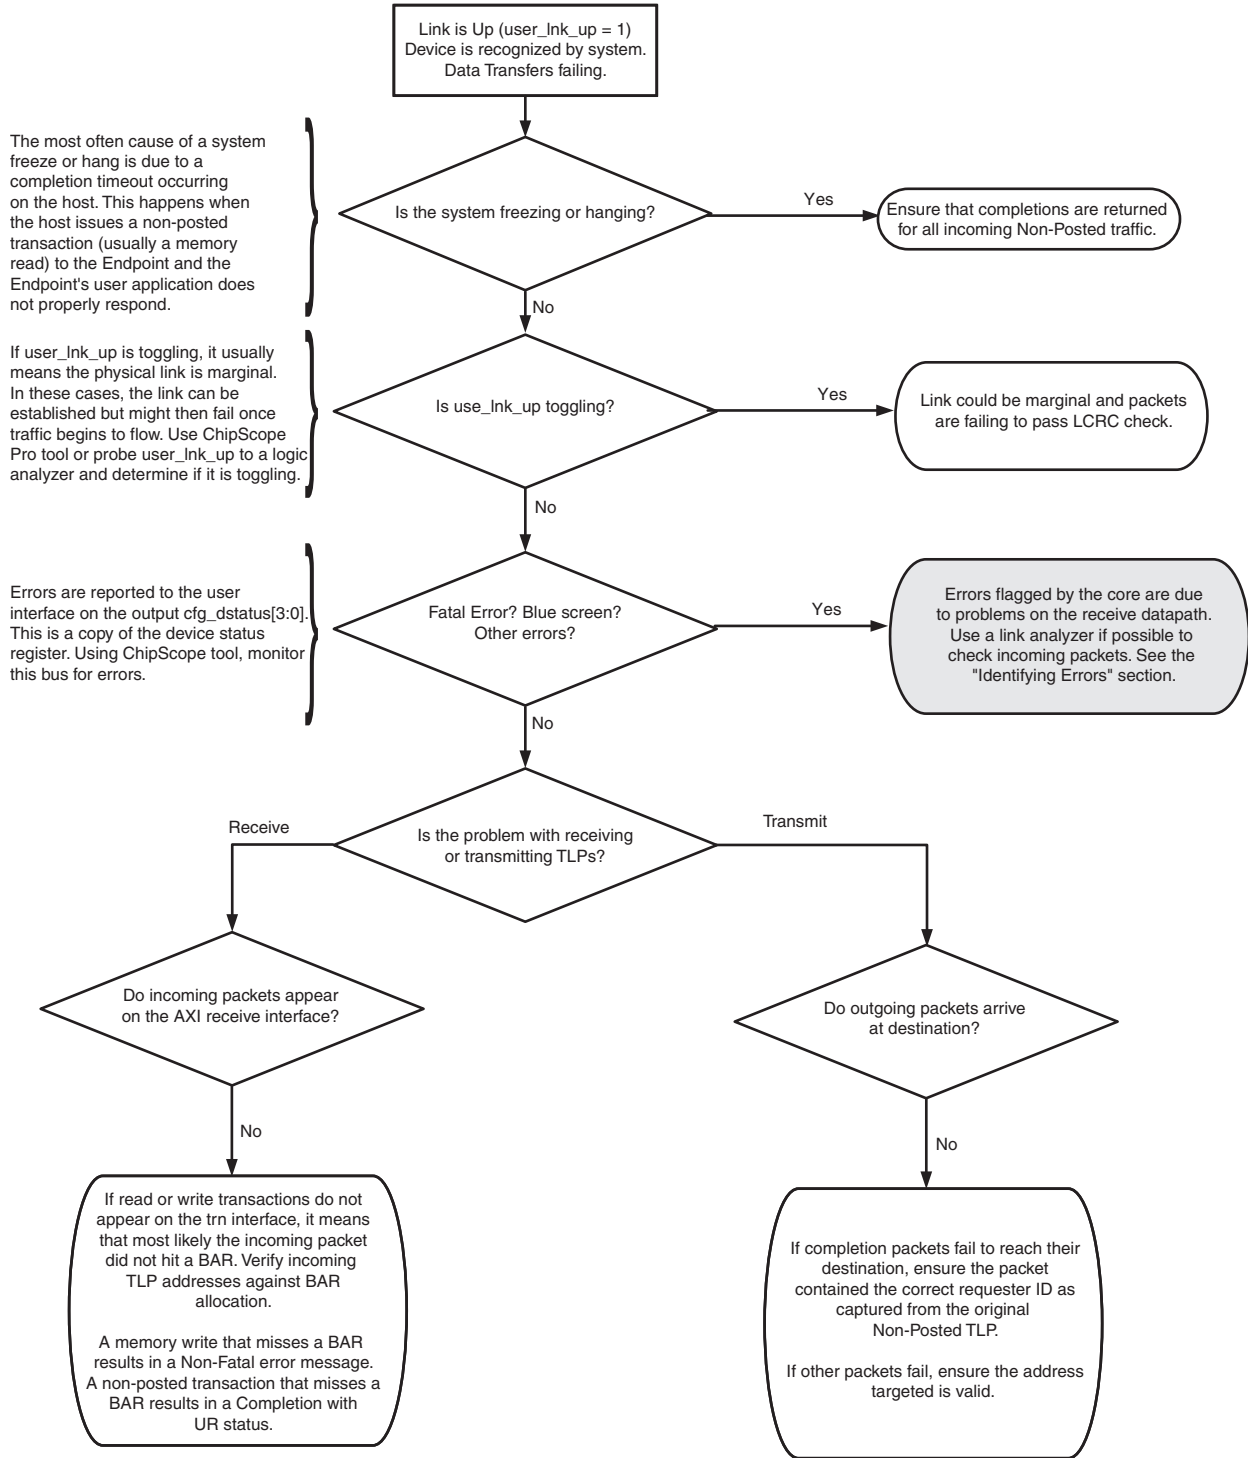 Link is Up (user_lnk_up = 1)
Device is recognized by system.
Data Transfers failing.
The most often cause of a system
freeze or hang is due to a
completion timeout occurring
on the host. This happens when
the host issues a non-posted
transaction (usually a memory
read) to the Endpoint and the
Endpoint's user application does
not properly respond.
Is the system freezing or hanging?
Yes
Ensure that completions are returned
for all incoming Non-Posted traffic.
No
If user_lnk_up is toggling, it usually
means the physical link is marginal.
In these cases, the link can be
established but might then fail once
traffic begins to flow. Use ChipScope
Pro tool or probe user_lnk_up to a logic
analyzer and determine if it is toggling.
Is use_lnk_up toggling?
Yes
Link could be marginal and packets
are failing to pass LCRC check.
No
Errors are reported to the user
interface on the output cfg_dstatus[3:0].
This is a copy of the device status
register. Using ChipScope tool, monitor
this bus for errors.
Fatal Error? Blue screen?
Other errors?
Yes
Errors flagged by the core are due
to problems on the receive datapath.
Use a link analyzer if possible to
check incoming packets. See the
"Identifying Errors" section.
No
Is the problem with receiving
or transmitting TLPs?
Receive
Transmit
Do incoming packets appear
on the AXI receive interface?
Do outgoing packets arrive
at destination?
No
No
If read or write transactions do not
appear on the trn interface, it means
that most likely the incoming packet
did not hit a BAR. Verify incoming
TLP addresses against BAR
allocation.
A memory write that misses a BAR
results in a Non-Fatal error message.
A non-posted transaction that misses a
BAR results in a Completion with
UR status.
If completion packets fail to reach their
destination, ensure the packet
contained the correct requester ID as
captured from the original
Non-Posted TLP.
If other packets fail, ensure the address
targeted is valid.